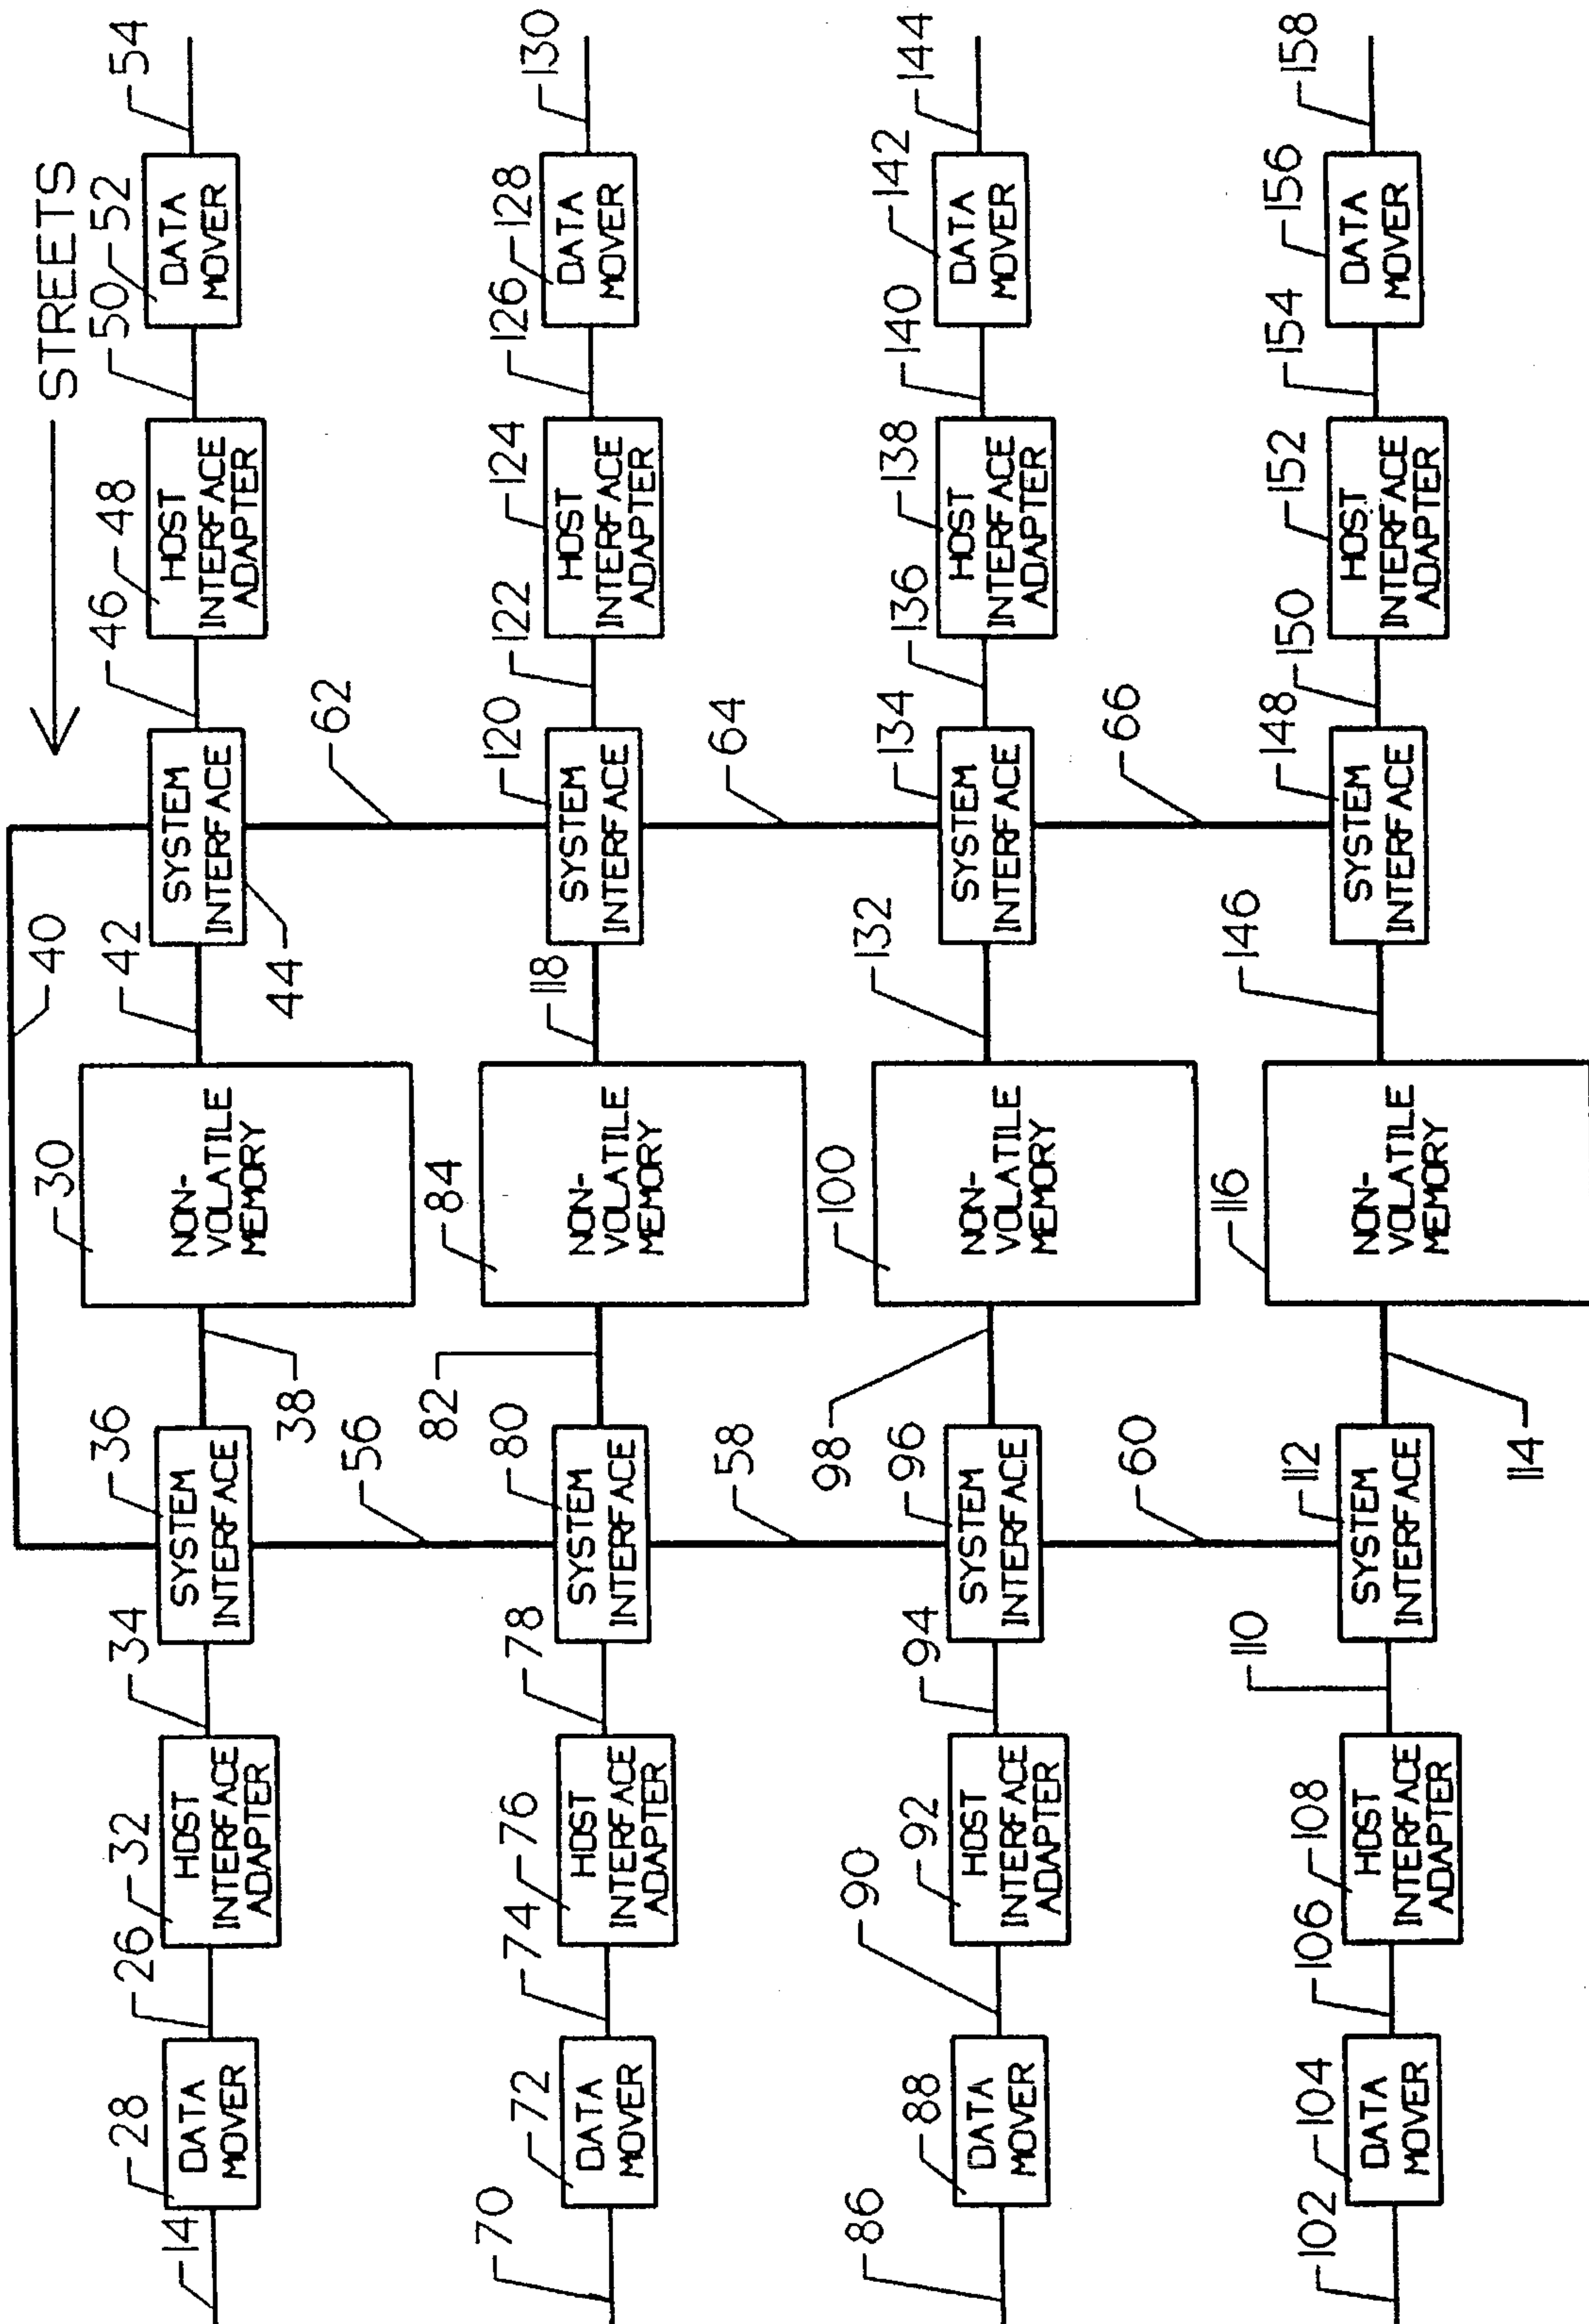 STREETS
54
50
52
DATA
MOVER
46
48
HOST
INTERFACE
ADAPTER
40
42
SYSTEM
INTERFACE
44
62
30
NON-
VOLATILE
MEMORY
36
SYSTEM
INTERFACE
38
56
34
26
32
HOST
INTERFACE
ADAPTER
28
DATA
MOVER
14
130
126
128
DATA
MOVER
122
124
HOST
INTERFACE
ADAPTER
120
SYSTEM
INTERFACE
118
64
84
NON-
VOLATILE
MEMORY
82
80
SYSTEM
INTERFACE
58
78
74
76
HOST
INTERFACE
ADAPTER
72
DATA
MOVER
70
144
142
DATA
MOVER
140
138
HOST
INTERFACE
ADAPTER
136
134
SYSTEM
INTERFACE
132
66
100
NON-
VOLATILE
MEMORY
98
96
SYSTEM
INTERFACE
60
94
92
HOST
INTERFACE
ADAPTER
90
88
DATA
MOVER
86
158
156
DATA
MOVER
154
152
HOST
INTERFACE
ADAPTER
150
148
SYSTEM
INTERFACE
146
116
NON-
VOLATILE
MEMORY
114
112
SYSTEM
INTERFACE
110
106
108
HOST
INTERFACE
ADAPTER
104
DATA
MOVER
102